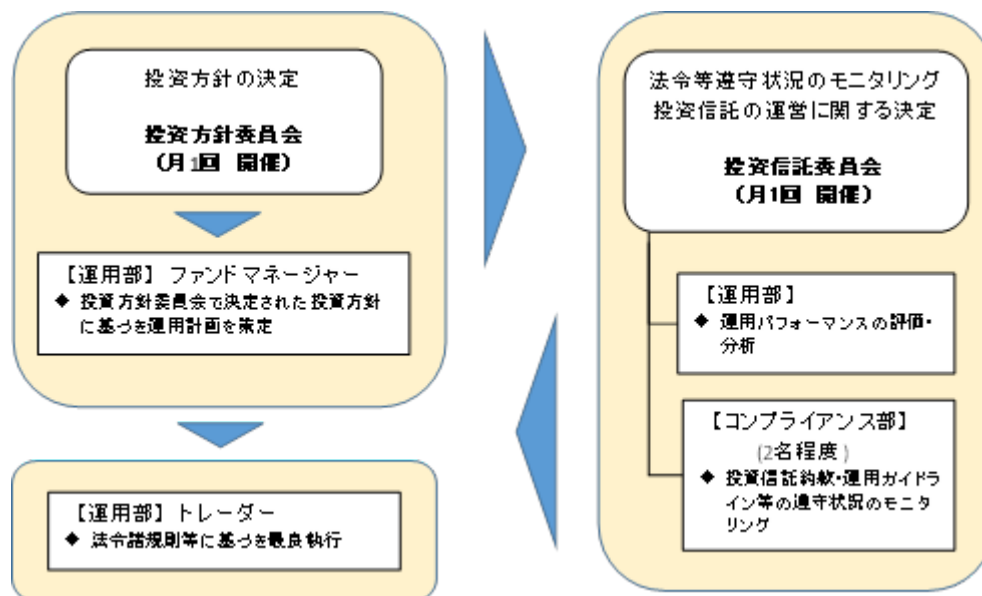 投資方針の決定
投資方針委員会
(月1回 開催)
【運用部】ファンドマネージャー
◆ 投資方針委員会で決定された投資方針
に基づき運用計画を策定
【運用部】トレーダー
◆ 法令諸規則等に基づき最良執行
法令等遵守状況のモニタリング
投資信託の運営に関する決定
投資信託委員会
(月1回 開催)
【運用部】
◆ 運用パフォーマンスの評価・
分析
【コンプライアンス部】
(2名程度)
◆ 投資信託約款・運用ガイドラ
イン等の遵守状況のモニタ
リング